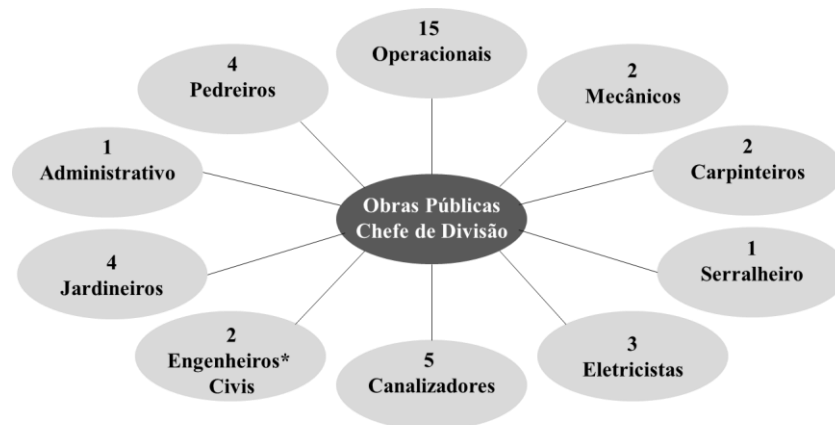 15
Operacionais
2
Mecânicos
2
Carpinteiros
1
Serralheiro
3
Eletricistas
5
Canalizadores
2
Engenheiros*
Civis
4
Jardineiros
1
Administrativo
4
Pedreiros
Obras Públicas
Chefe de Divisão